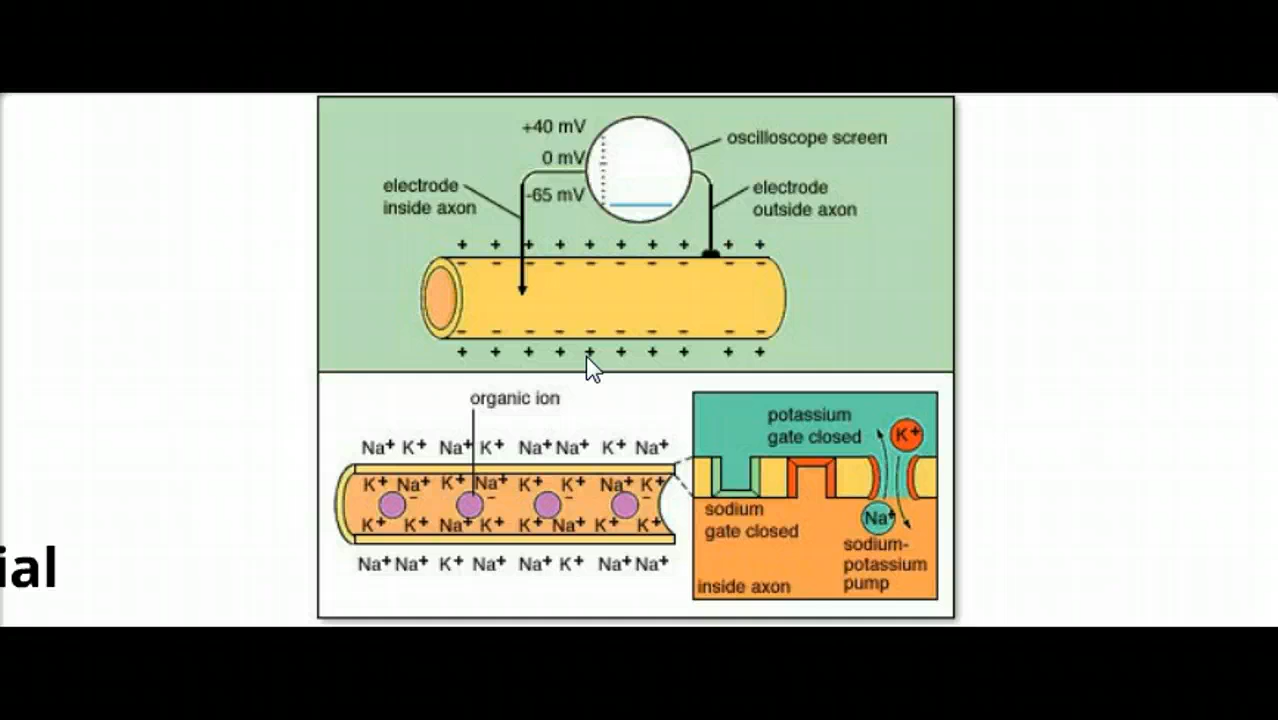 +40 mV
0 mV
-65 mV
oscilloscope screen
electrode
inside axon
electrode
outside axon
+ + + + + + + + + +
- - - - - - - - -
- - - - - - - - - -
+ + + + + + + + + +
organic ion
Na+ K+ Na+ K+ Na+ Na+ K+ Na+
K+ Na+ K+ Na+ K+ K+ Na+ K+
- - - -
K+ K+ Na+ K+ K+ Na+ K+ K+
Na+ Na+ K+ Na+ Na+ K+ Na+ Na+
potassium
gate closed
K+
sodium
gate closed
Na+
sodium-
potassium
pump
inside axon
ial